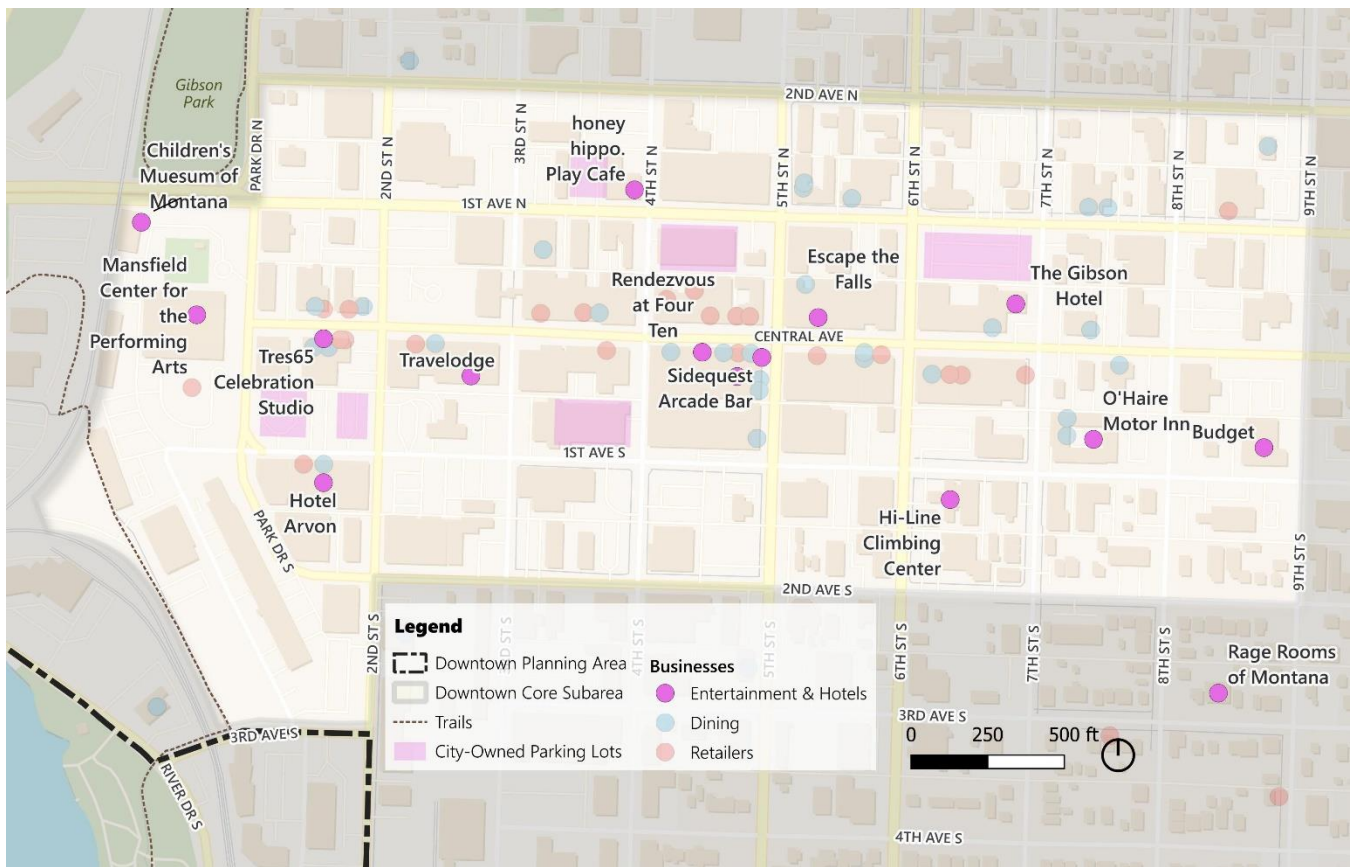 Gibson
Park
2ND AVE N
PARK DR N
2ND ST N
3RD ST N
4TH ST N
5TH ST N
6TH ST N
7TH ST N
8TH ST N
9TH ST N
honey
hippo.
Play Cafe
Children's
Muesum of
Montana
1ST AVE N
Mansfield
Center for
the
Performing
Arts
Rendezvous
at Four
Ten
Escape the
Falls
The Gibson
Hotel
CENTRAL AVE
Tres65
Celebration
Studio
Travelodge
Sidequest
Arcade Bar
O'Haire
Motor Inn
Budget
1ST AVE S
Hotel
Arvon
PARK DR S
Hi-Line
Climbing
Center
2ND AVE S
2ND ST S
3RD ST S
4TH ST S
5TH ST S
6TH ST S
7TH ST S
8TH ST S
9TH ST S
Rage Rooms
of Montana
3RD AVE S
3RD AVE S
RIVER DR S
4TH AVE S
Legend
Downtown Planning Area
Downtown Core Subarea
Trails
City-Owned Parking Lots
Businesses
Entertainment & Hotels
Dining
Retailers
0 250 500 ft